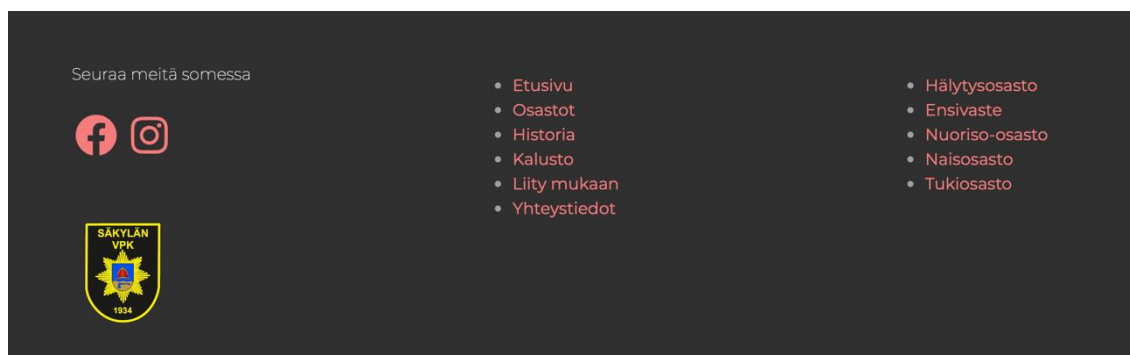 Seuraa meitä somessa
SÄKYLÄN
VPK
1934
Etusivu
Osastot
Historia
Kalusto
Liity mukaan
Yhteystiedot
Hälytysosasto
Ensivaste
Nuoriso-osasto
Naisosasto
Tukiosasto